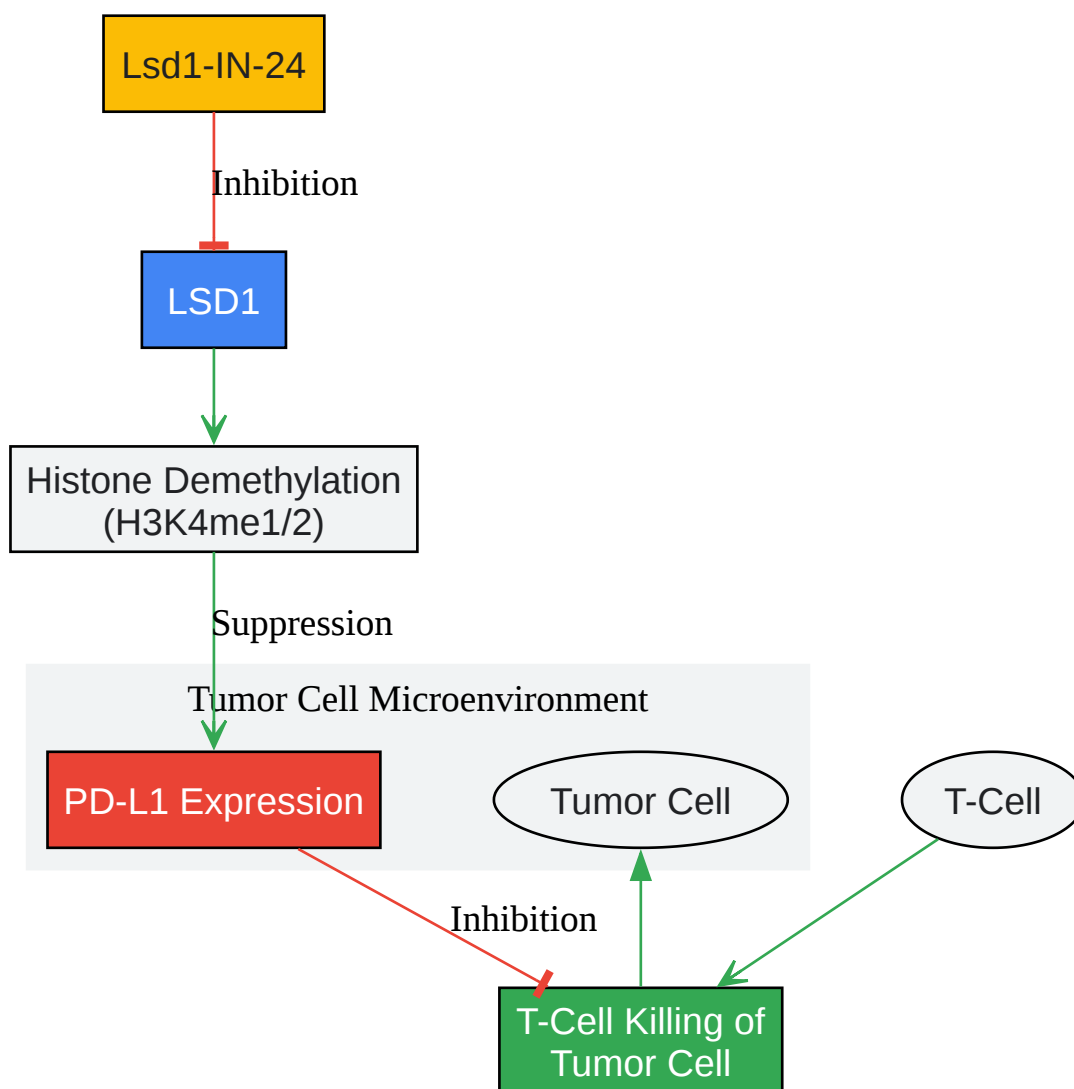 Lsd1-IN-24
Inhibition
LSD1
Histone Demethylation
(H3K4me1/2)
Suppression
Tumor Cell Microenvironment
PD-L1 Expression
Tumor Cell
T-Cell
Inhibition
T-Cell Killing of
Tumor Cell